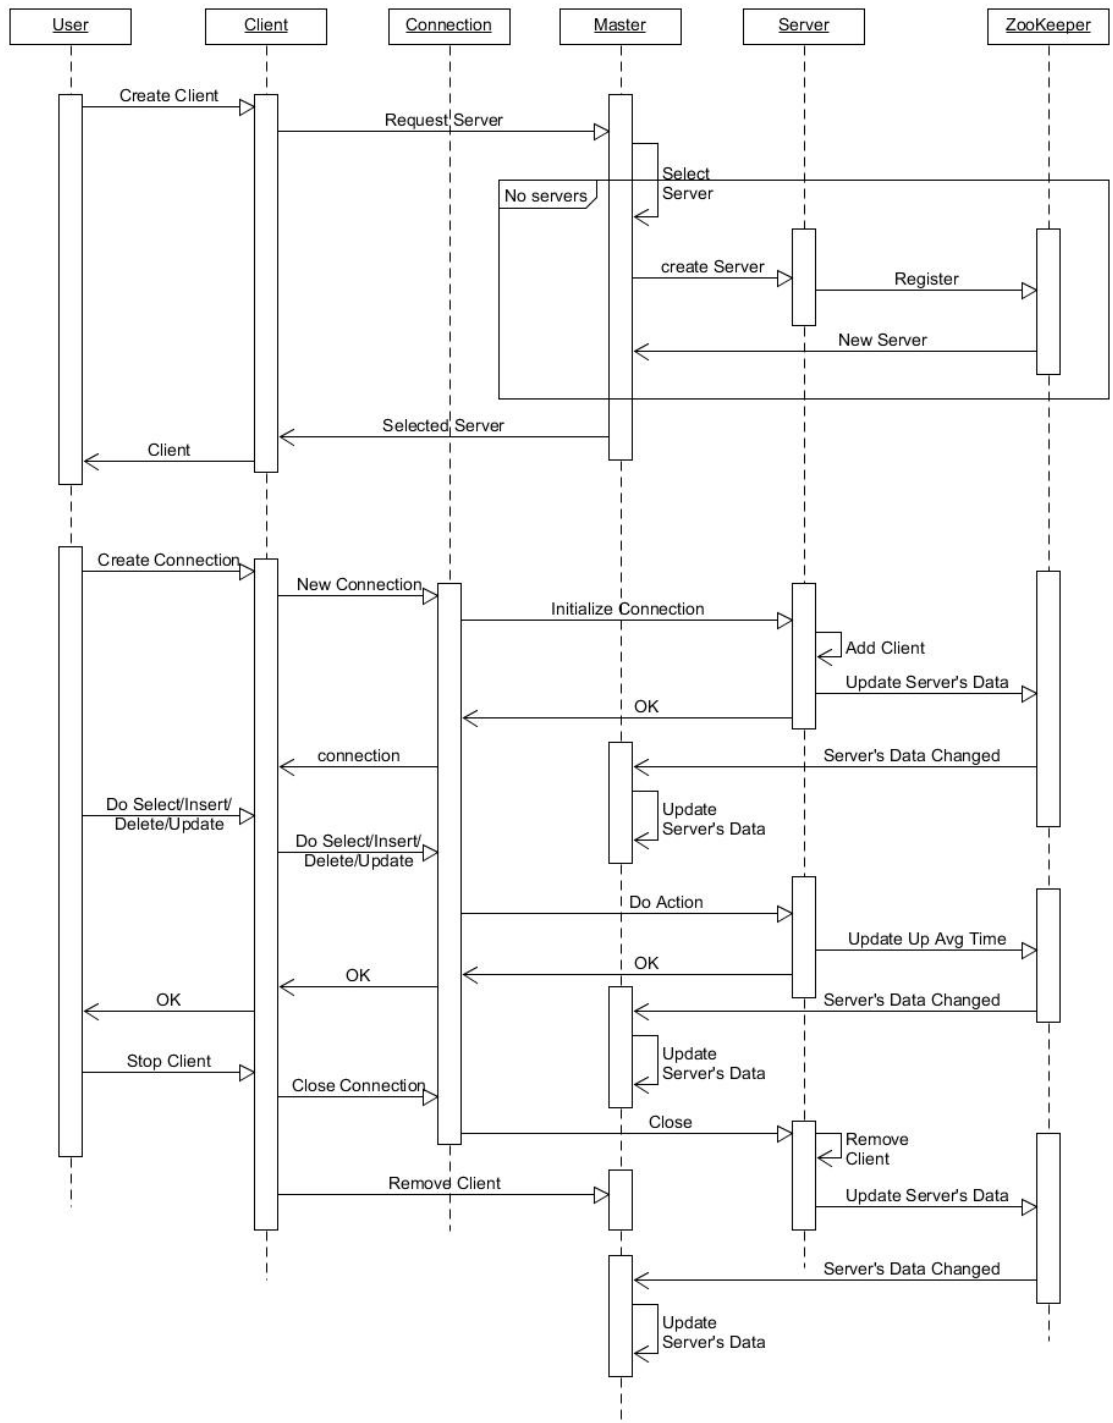 User
Client
Connection
Master
Server
ZooKeeper
Create Client
Request Server
Select
Server
No servers
create Server
Register
New Server
Selected Server
Client
Create Connection
New Connection
Initialize Connection
Add Client
Update Server's Data
OK
connection
Server's Data Changed
Do Select/Insert/
Delete/Update
Update
Server's Data
Do Select/Insert/
Delete/Update
Do Action
Update Up Avg Time
OK
OK
OK
Server's Data Changed
Update
Server's Data
Stop Client
Close Connection
Close
Remove
Client
Remove Client
Update Server's Data
Server's Data Changed
Update
Server's Data